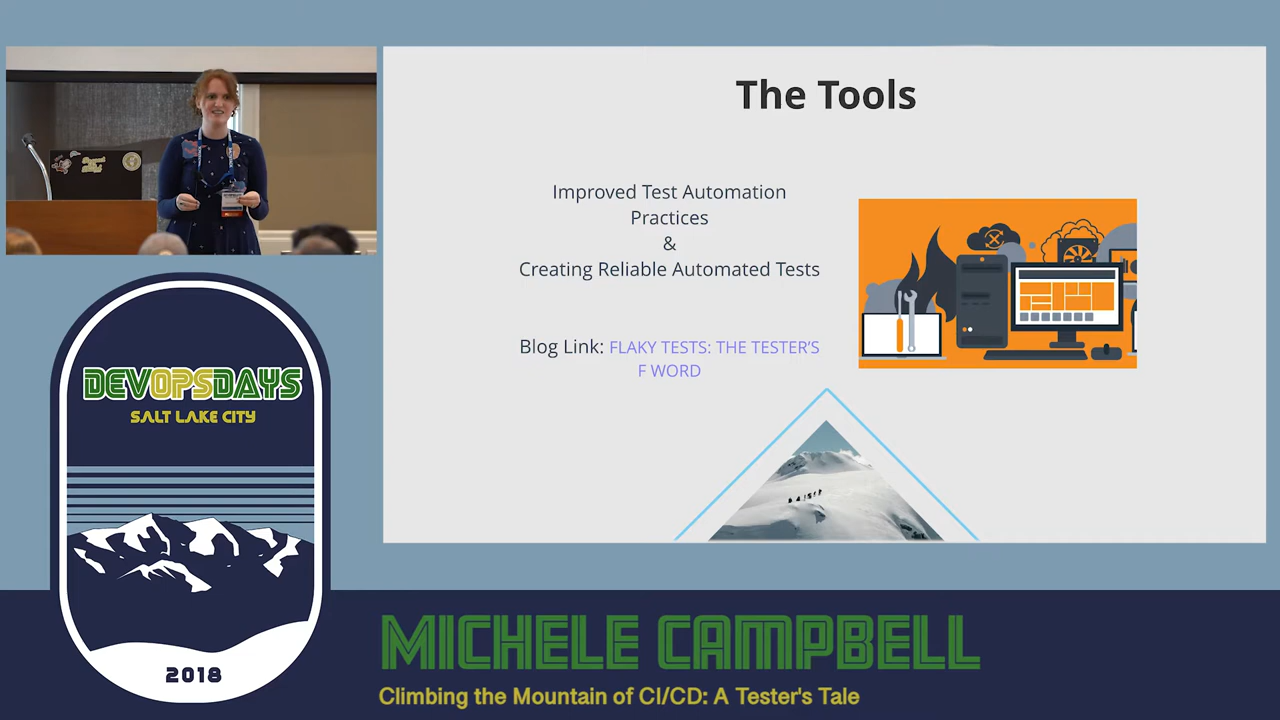 The Tools
Improved Test Automation
Practices
&
Creating Reliable Automated Tests
Blog Link: FLAKY TESTS: THE TESTER'S
F WORD
DEVOPSDAYS
SALT LAKE CITY
2018
MICHELE CAMPBELL
Climbing the Mountain of CI/CD: A Tester's Tale